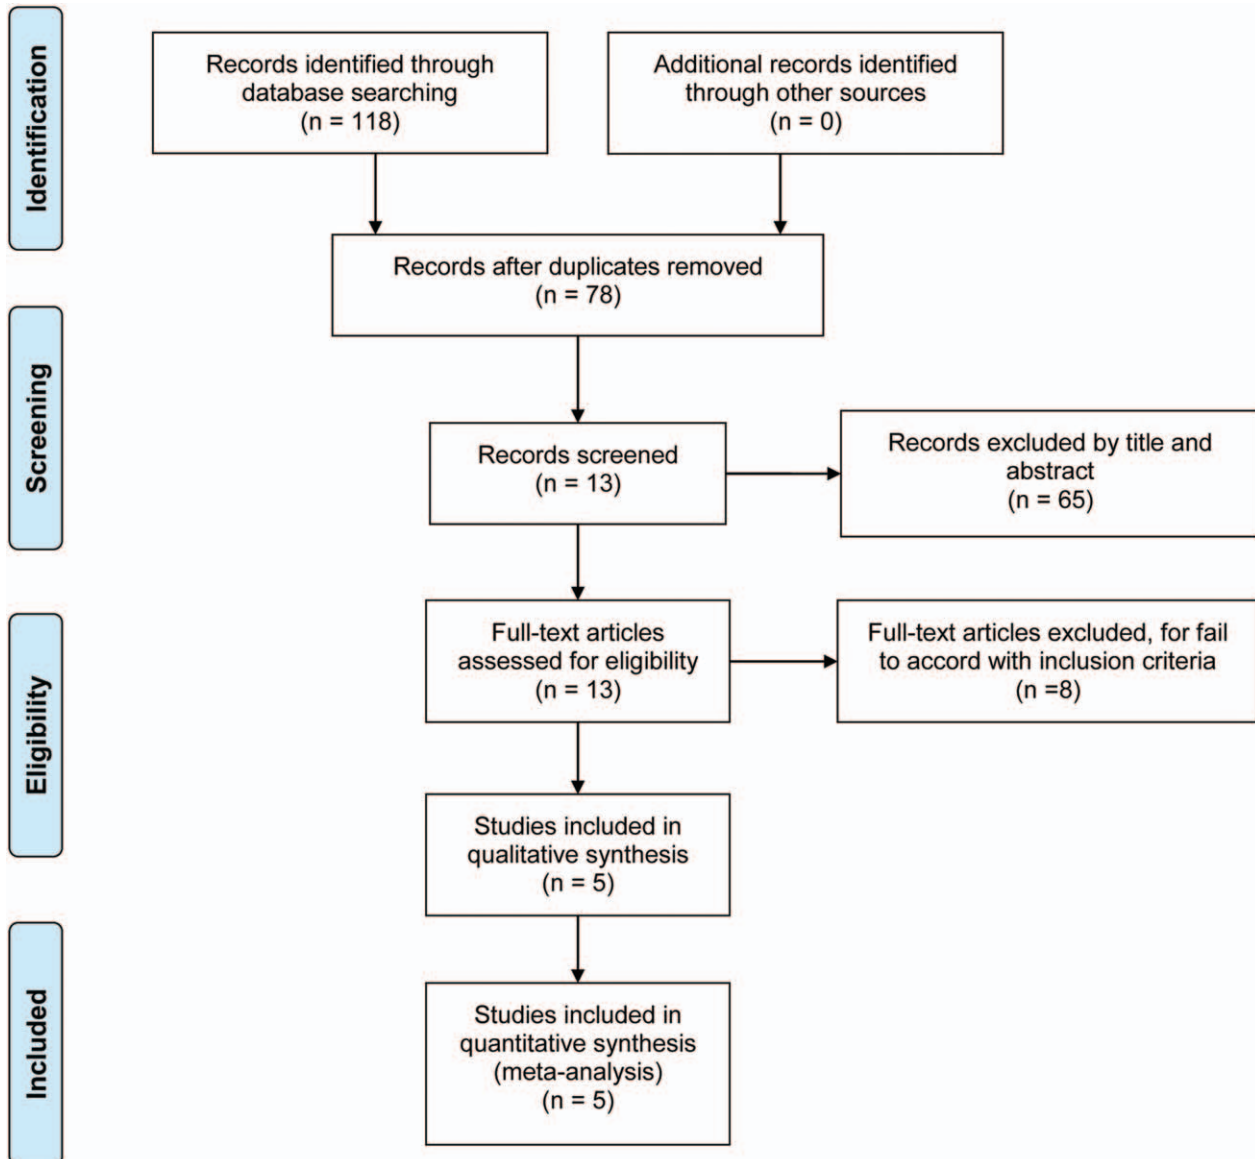 Identification
Records identified through
database searching
(n = 118)
Additional records identified
through other sources
(n = 0)
Records after duplicates removed
(n = 78)
Screening
Records screened
(n = 13)
Records excluded by title and
abstract
(n = 65)
Eligibility
Full-text articles
assessed for eligibility
(n = 13)
Full-text articles excluded, for fail
to accord with inclusion criteria
(n =8)
Studies included in
qualitative synthesis
(n = 5)
Included
Studies included in
quantitative synthesis
(meta-analysis)
(n = 5)